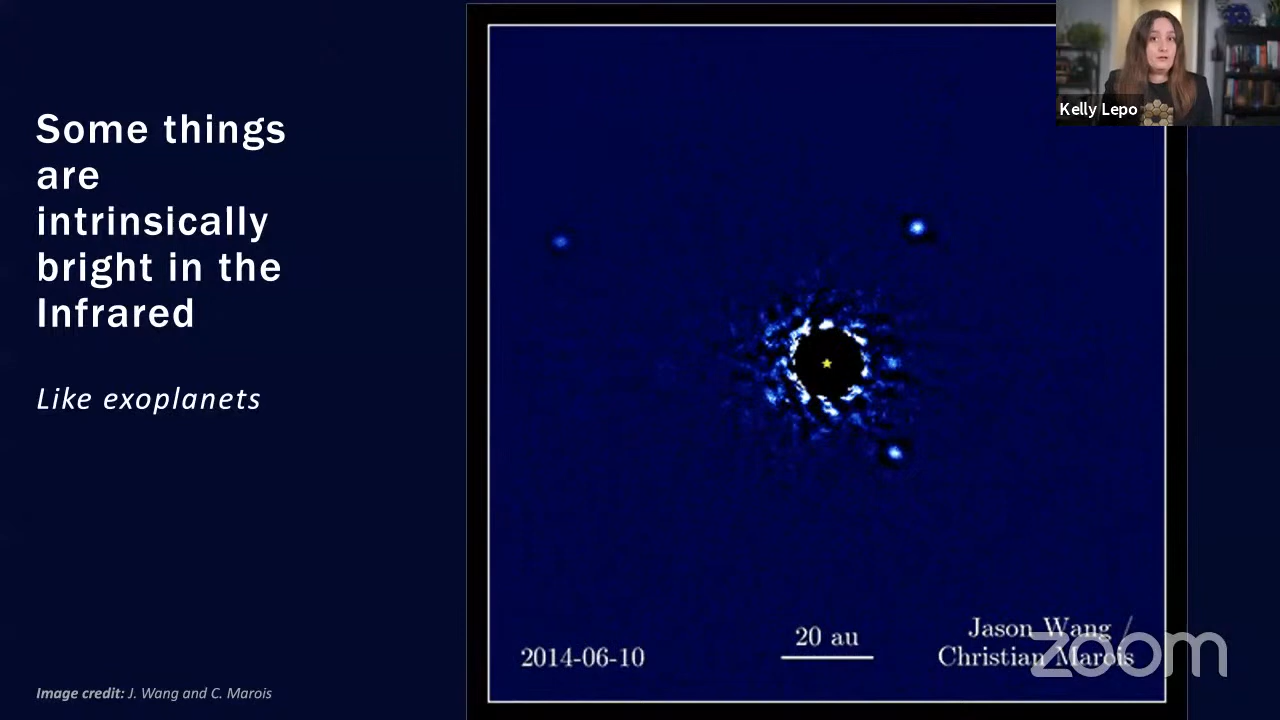 Some things
are
intrinsically
bright in the
Infrared
Like exoplanets
Image credit: J. Wang and C. Marois
2014-06-10
20 au
Jason Wang /
Christian Marois
Kelly Lepo
zoom